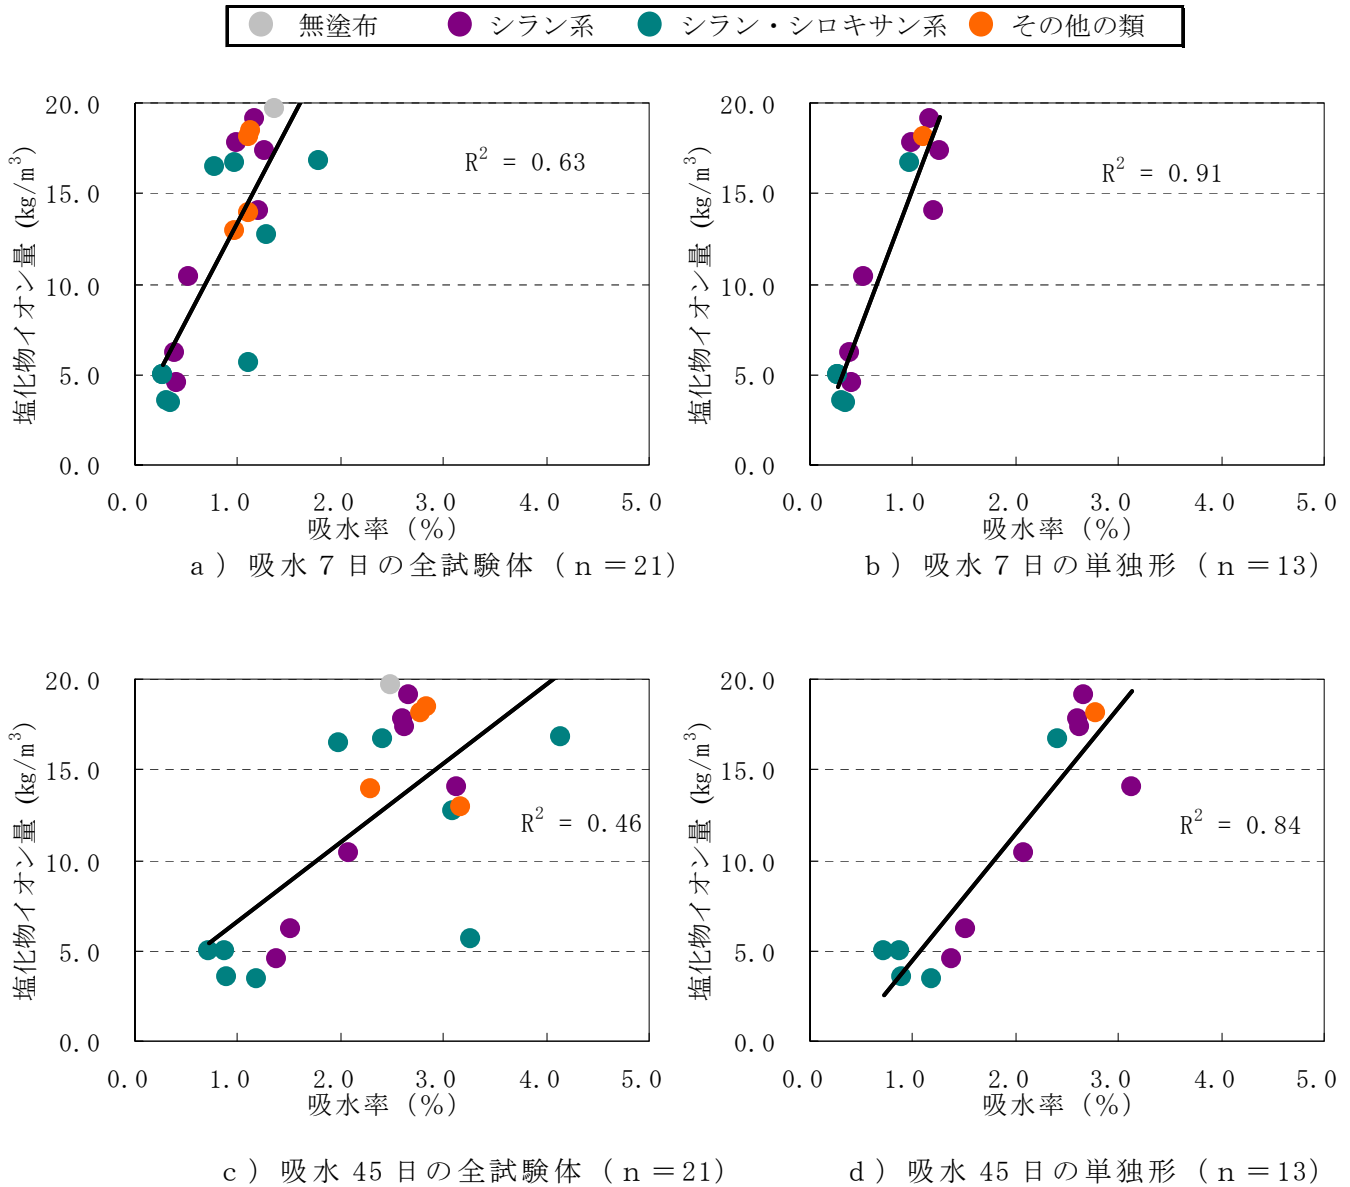 無塗布 シラン系 シラン・シロキサン系 その他の類
塩化物イオン量 (kg/m³)
20.0
15.0
10.0
5.0
0.0
R² = 0.63
0.0 1.0 2.0 3.0 4.0 5.0
吸水率 (%)
a）吸水7日の全試験体（n＝21）
塩化物イオン量 (kg/m³)
20.0
15.0
10.0
5.0
0.0
R² = 0.91
0.0 1.0 2.0 3.0 4.0 5.0
吸水率 (%)
b）吸水7日の単独形（n＝13）
塩化物イオン量 (kg/m³)
20.0
15.0
10.0
5.0
0.0
R² = 0.46
0.0 1.0 2.0 3.0 4.0 5.0
吸水率 (%)
c）吸水45日の全試験体（n＝21）
塩化物イオン量 (kg/m³)
20.0
15.0
10.0
5.0
0.0
R² = 0.84
0.0 1.0 2.0 3.0 4.0 5.0
吸水率 (%)
d）吸水45日の単独形（n＝13）